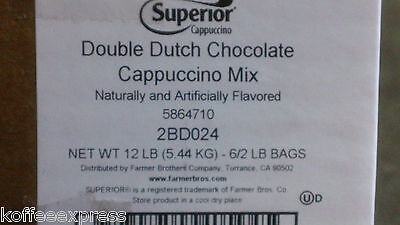 Superior®
Cappuccino
Double Dutch Chocolate
Cappuccino Mix
Naturally and Artificially Flavored
5864710
2BD024
NET WT 12 LB (5.44 KG) - 6/2 LB BAGS
Distributed by Farmer Brothers Company, Torrance, CA 90502
www.farmerbros.com
SUPERIOR® is a registered trademark of Farmer Bros. Co.
Store product in a cool dry place
UD
koffeeexpress